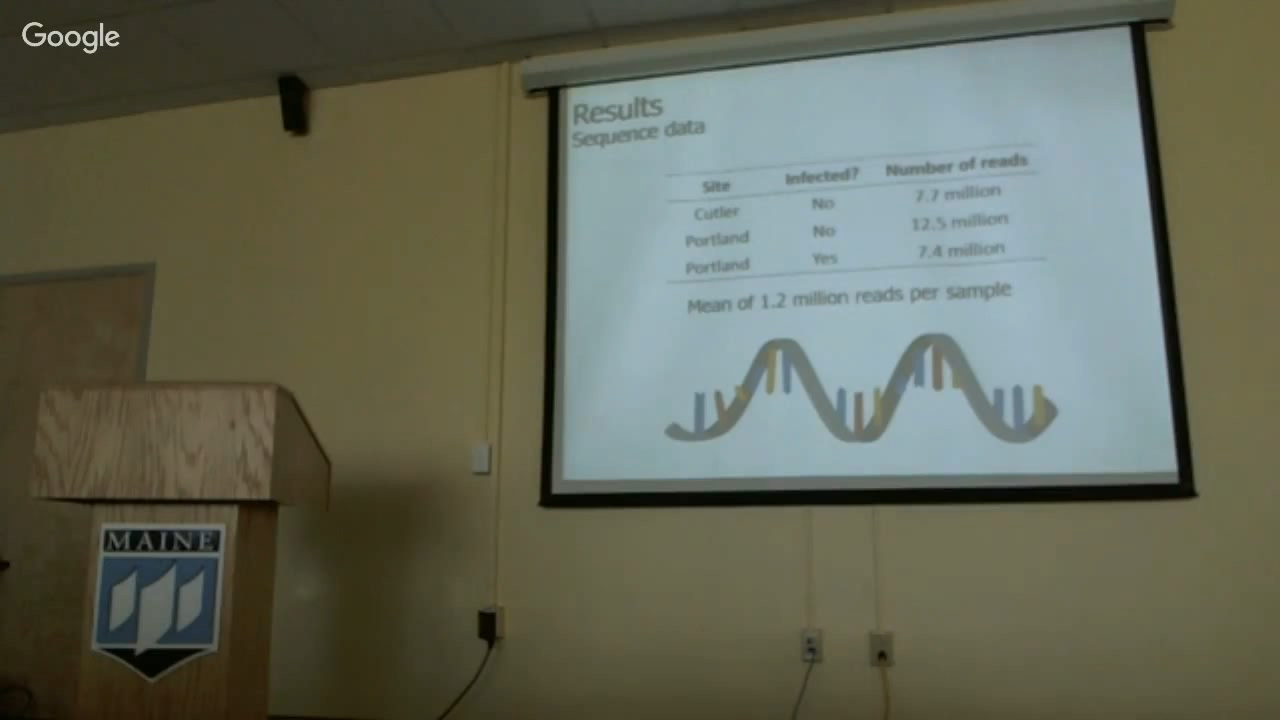 Google
Results
Sequence data
Site Infected? Number of reads
Cutler No 7.7 million
Portland No 12.5 million
Portland Yes 7.4 million
Mean of 1.2 million reads per sample
MAINE